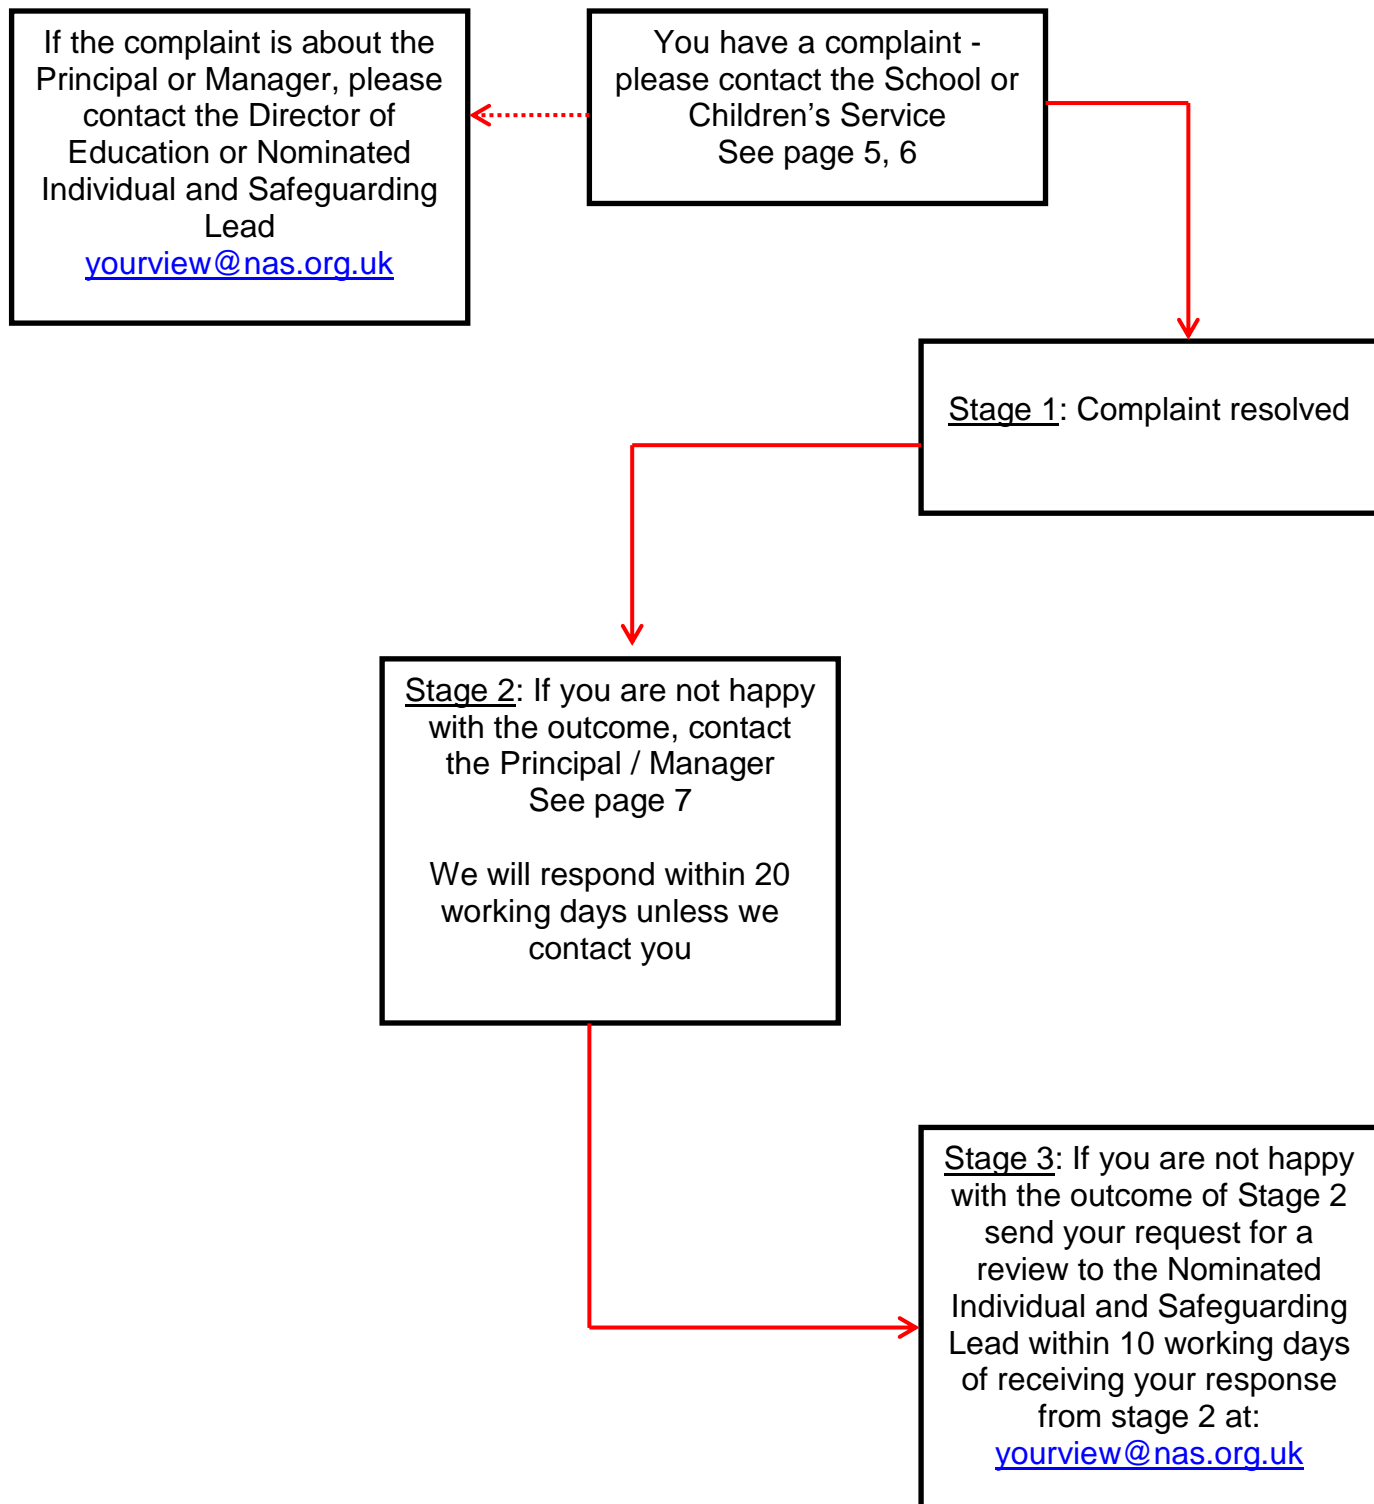 If the complaint is about the
Principal or Manager, please
contact the Director of
Education or Nominated
Individual and Safeguarding
Lead
yourview@nas.org.uk
You have a complaint -
please contact the School or
Children’s Service
See page 5, 6
Stage 1: Complaint resolved
Stage 2: If you are not happy
with the outcome, contact
the Principal / Manager
See page 7
We will respond within 20
working days unless we
contact you
Stage 3: If you are not happy
with the outcome of Stage 2
send your request for a
review to the Nominated
Individual and Safeguarding
Lead within 10 working days
of receiving your response
from stage 2 at:
yourview@nas.org.uk